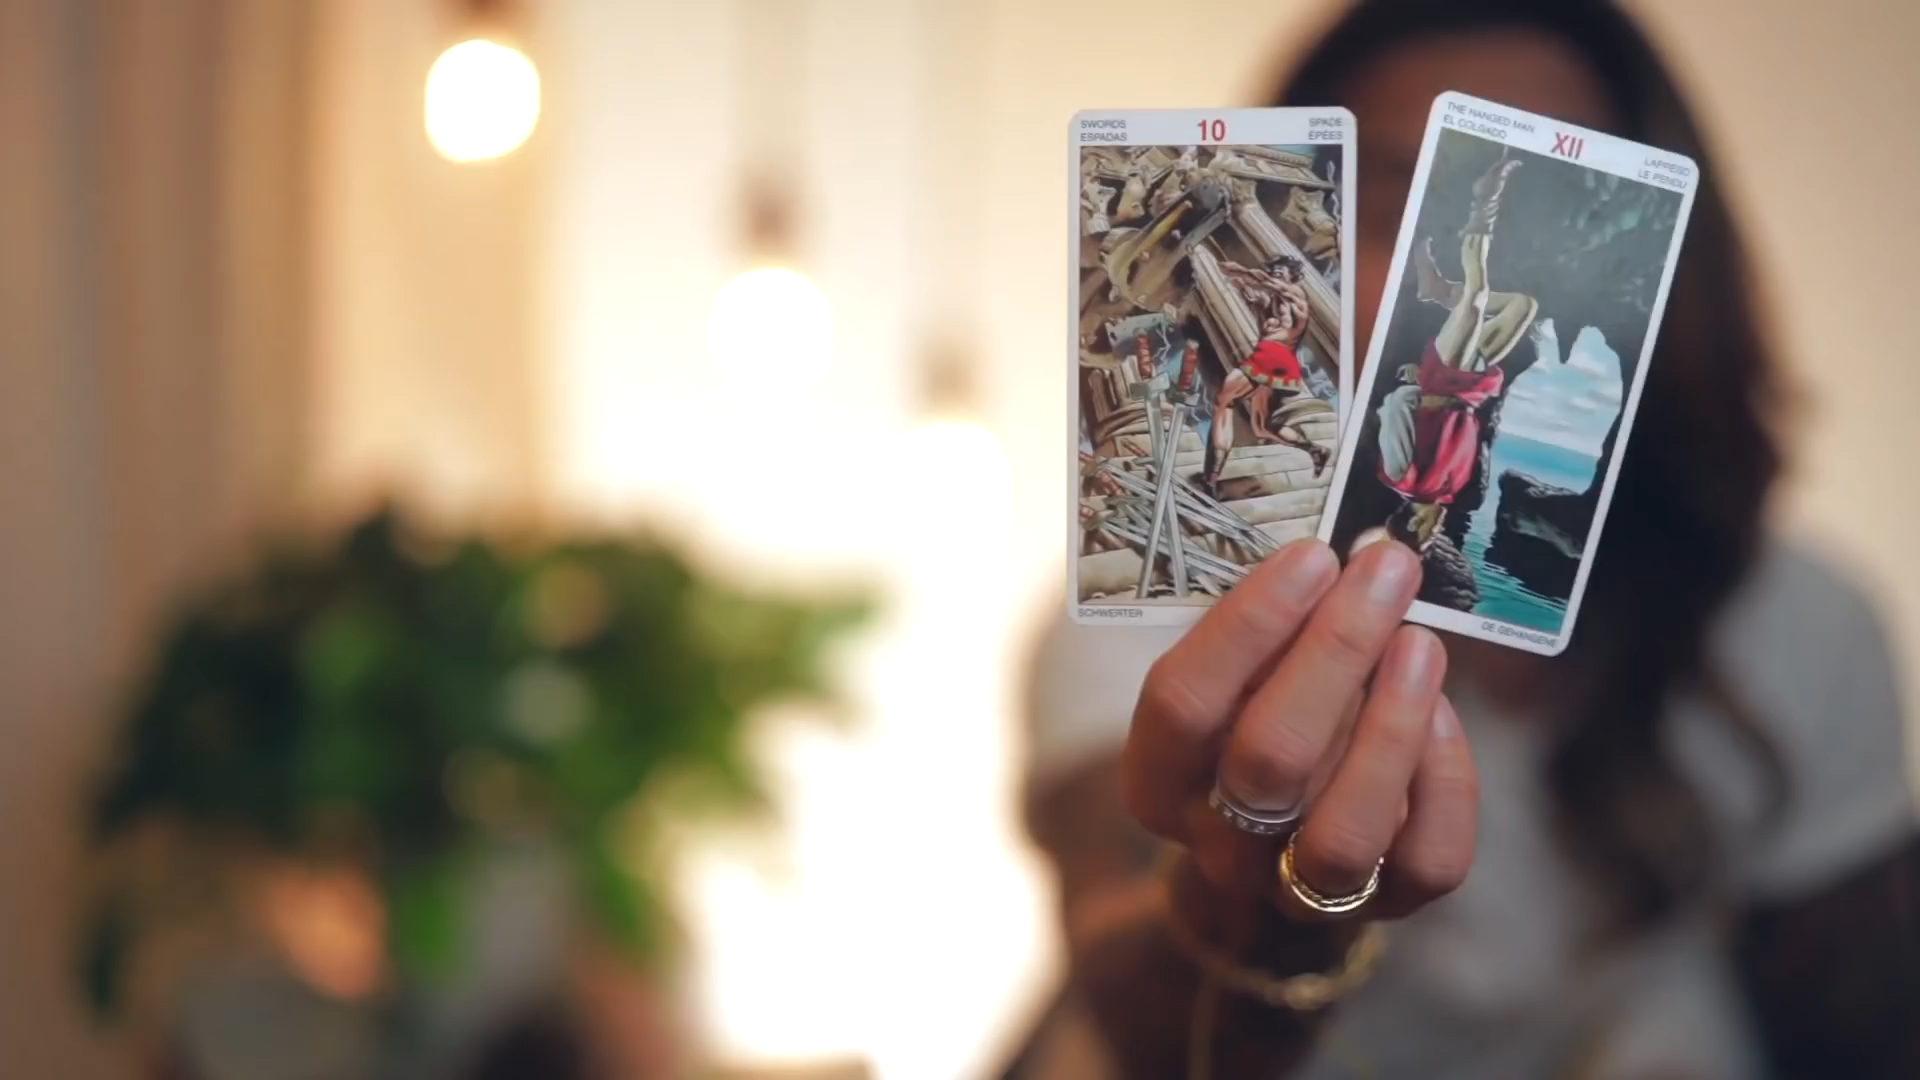 SWORDS
ESPADAS
10
SPADE
ÉPÉES
SCHWERTER
THE HANGED MAN
EL COLGADO
XII
L'APPESO
LE PENDU
DE GEHANGENE